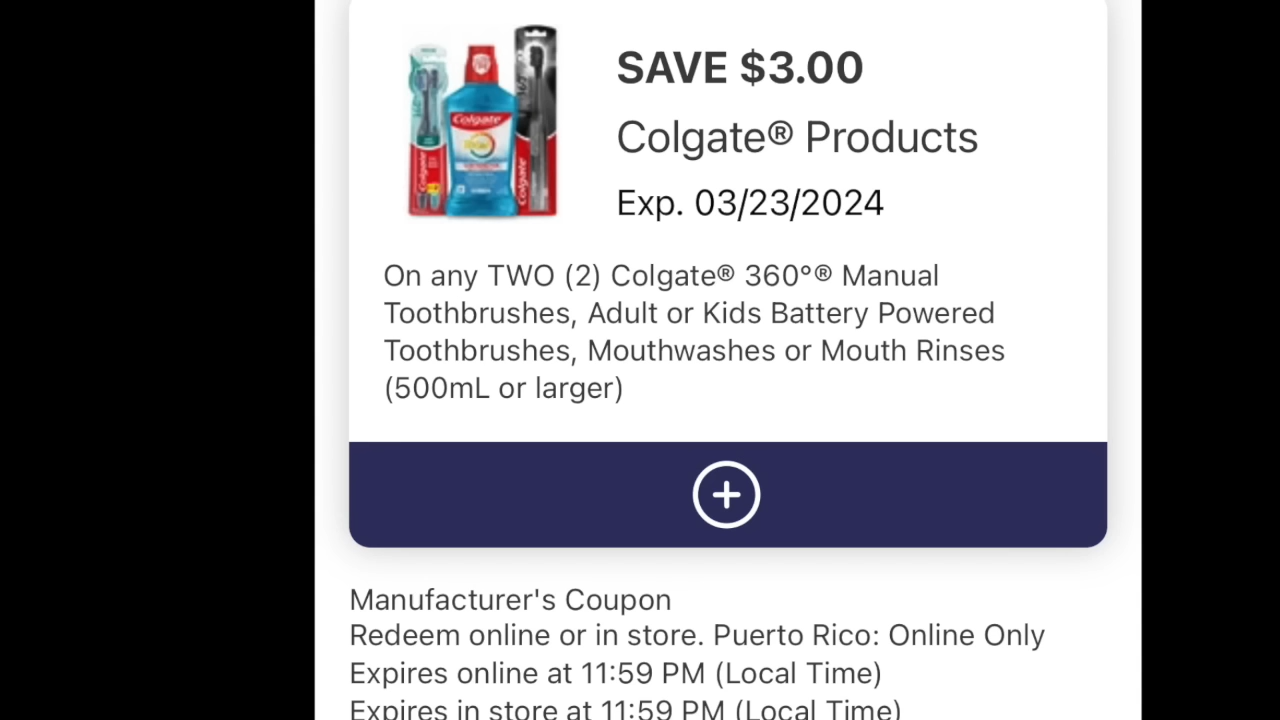 SAVE $3.00
Colgate® Products
Exp. 03/23/2024
Colgate
Colgate
Colgate
On any TWO (2) Colgate® 360°® Manual
Toothbrushes, Adult or Kids Battery Powered
Toothbrushes, Mouthwashes or Mouth Rinses
(500mL or larger)
Manufacturer's Coupon
Redeem online or in store. Puerto Rico: Online Only
Expires online at 11:59 PM (Local Time)
Expires in store at 11:59 PM (Local Time)